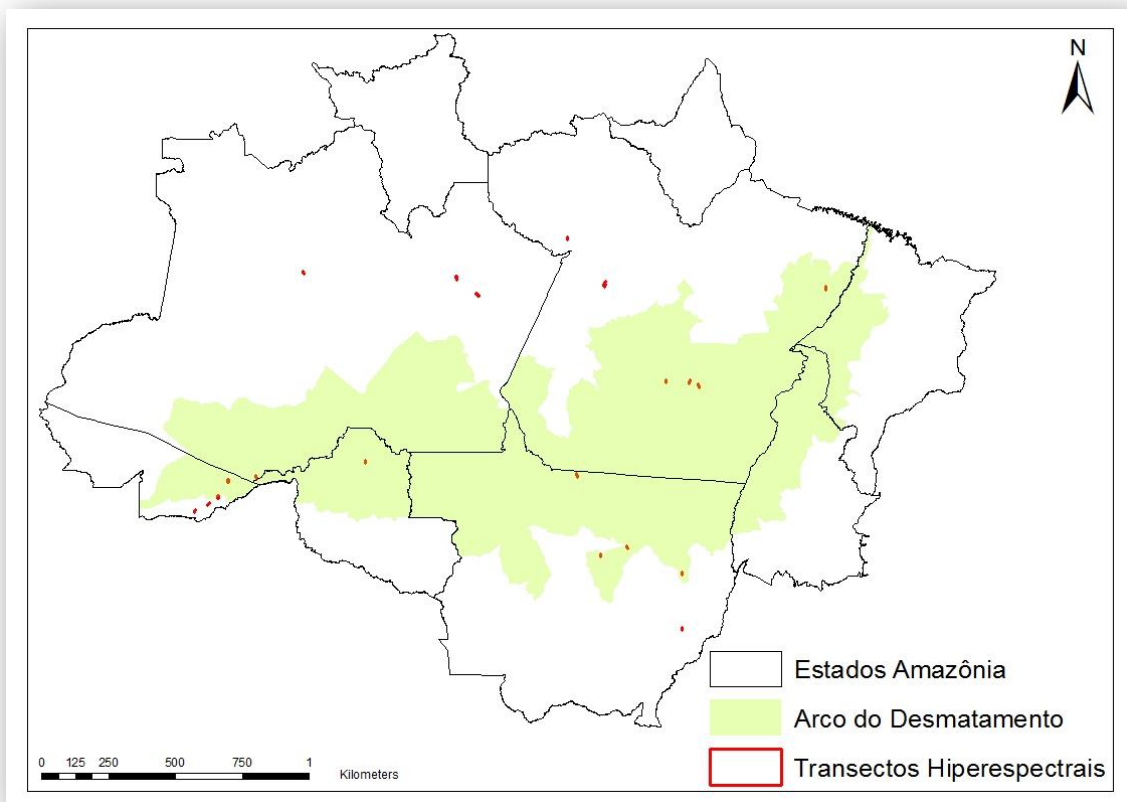 N
Estados Amazônia
Arco do Desmatamento
Transectos Hiperespectrais
0 125 250 500 750 1
Kilometers